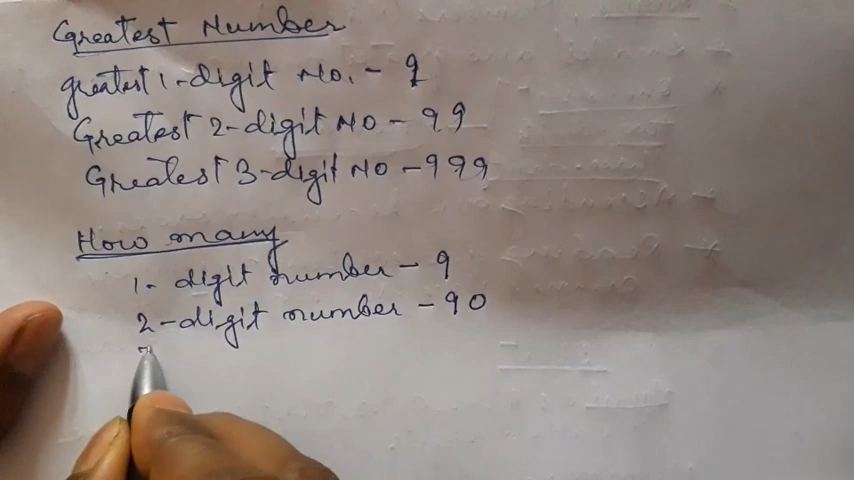 Greatest Number
greatest 1-digit No. - 9
Greatest 2-digit NO - 99
Greatest 3-digit NO - 999
How many
1- digit number - 9
2-digit number - 90